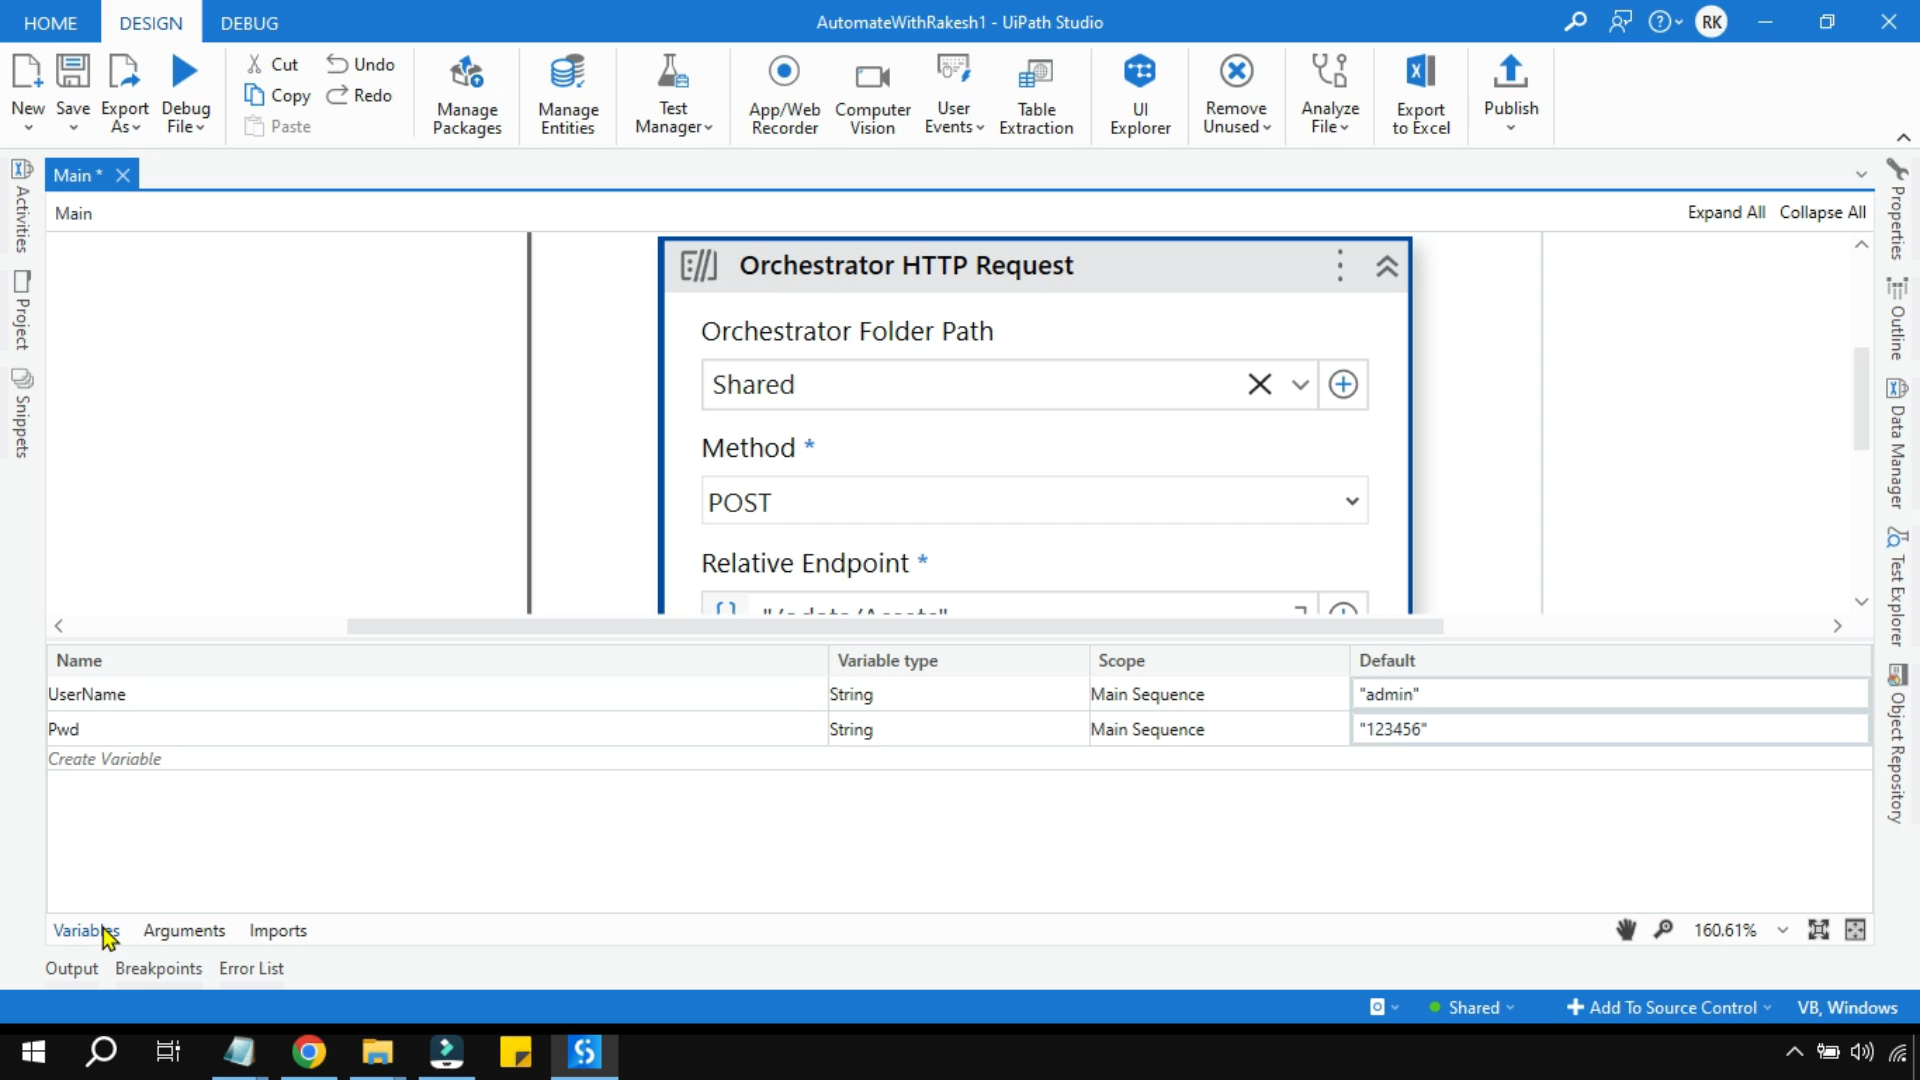 HOME DESIGN DEBUG AutomateWithRakesh1 - UiPath Studio RK
New Save Export As Debug File
Cut Undo
Copy Redo
Paste
Manage Packages
Manage Entities
Test Manager
App/Web Recorder
Computer Vision
User Events
Table Extraction
UI Explorer
Remove Unused
Analyze File
Export to Excel
Publish
Activities
Project
Snippets
Main *
Main Expand All Collapse All
Orchestrator HTTP Request
Orchestrator Folder Path
Shared
Method *
POST
Relative Endpoint *
"/odata/Assets"
Properties
Outline
Data Manager
Test Explorer
Object Repository
Name Variable type Scope Default
UserName String Main Sequence "admin"
Pwd String Main Sequence "123456"
Create Variable
Variables Arguments Imports 160.61%
Output Breakpoints Error List
Shared Add To Source Control VB, Windows